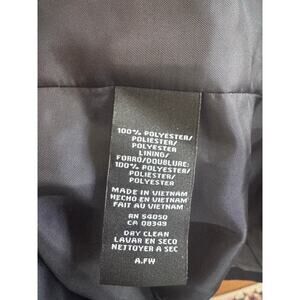 100% POLYESTER/
POLIESTER/
POLYESTER
LINING/
FORRO/DOUBLURE:
100% POLYESTER/
POLIESTER/
POLYESTER
MADE IN VIETNAM
HECHO EN VIETNAM
FAIT AU VIETNAM
RN 54050
CA 08349
DRY CLEAN
LAVAR EN SECO
NETTOYER A SEC
A.FW